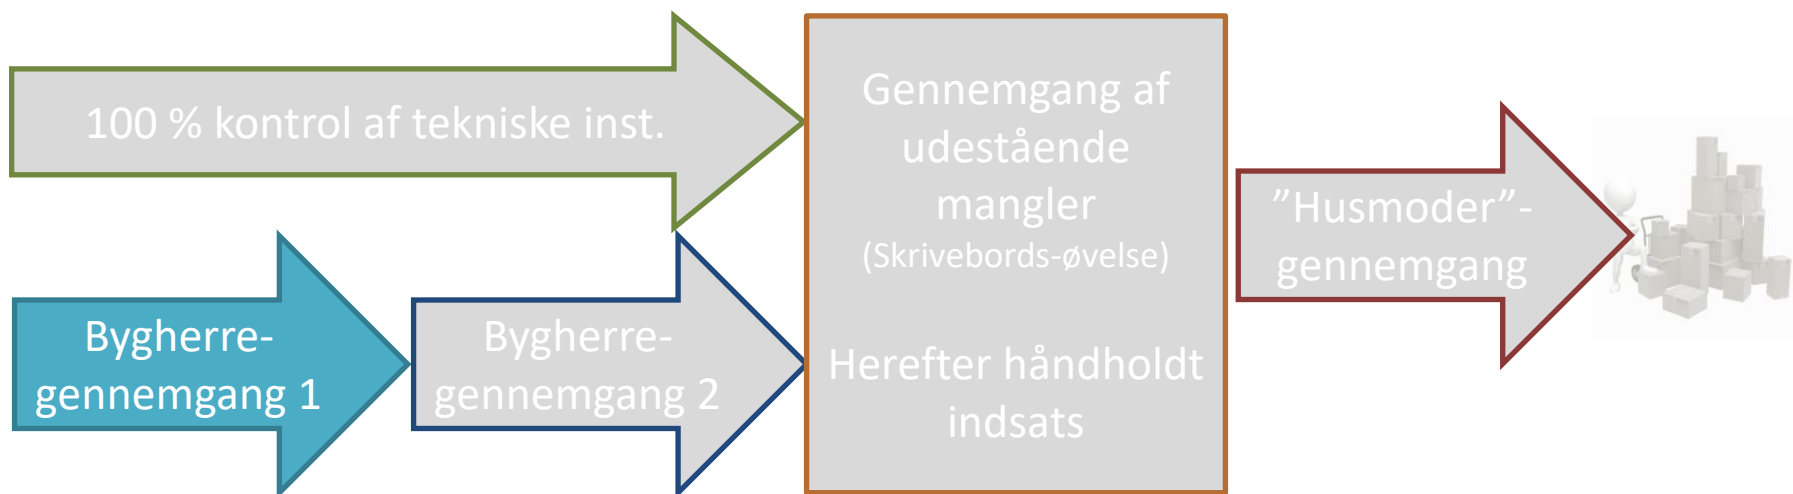 100 % kontrol af tekniske inst.
Bygherre-
gennemgang 1
Bygherre-
gennemgang 2
Gennemgang af
udestående
mangler
(Skrivebords-øvelse)
Herefter håndholdt
indsats
”Husmoder”-
gennemgang